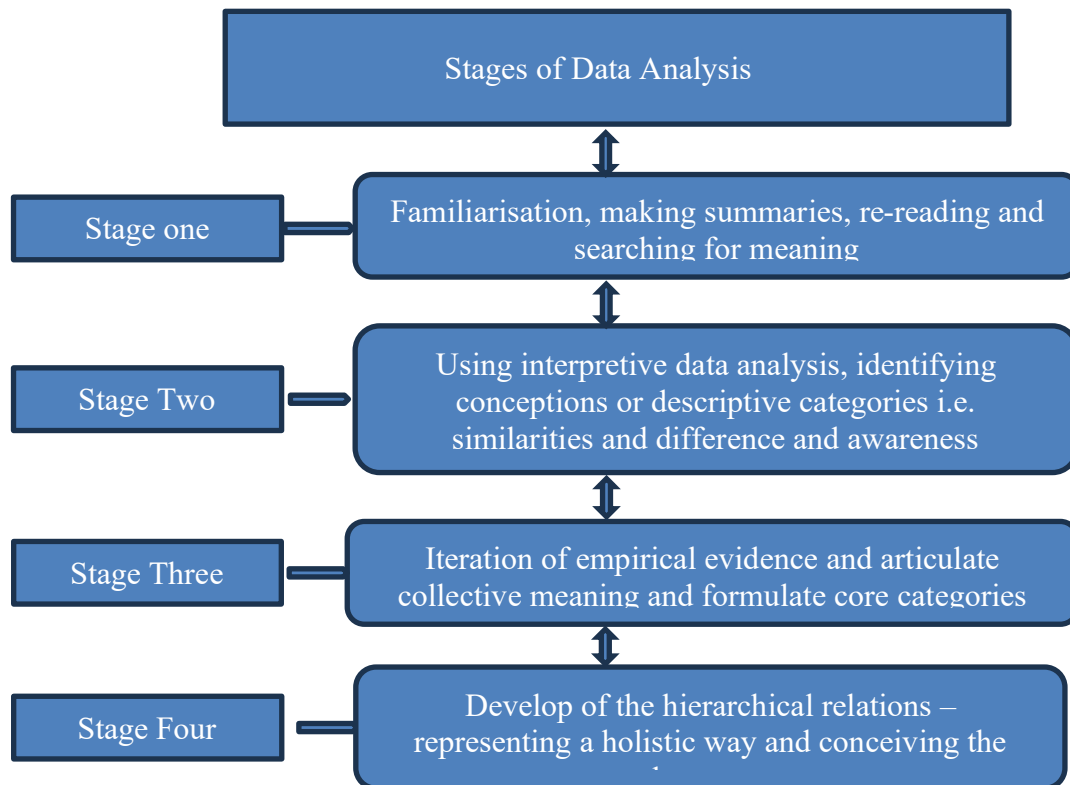 Stages of Data Analysis
Stage one
Familiarisation, making summaries, re-reading and
searching for meaning
Stage Two
Using interpretive data analysis, identifying
conceptions or descriptive categories i.e.
similarities and difference and awareness
Stage Three
Iteration of empirical evidence and articulate
collective meaning and formulate core categories
Stage Four
Develop of the hierarchical relations –
representing a holistic way and conceiving the